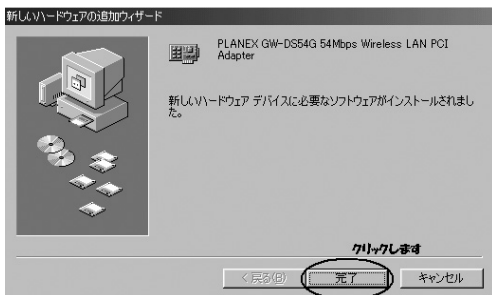 新しいハードウェアの追加ウィザード
PLANEX GW-DS54G 54Mbps Wireless LAN PCI
Adapter
新しいハードウェア デバイスに必要なソフトウェアがインストールされまし
た。
クリックします
< 戻る(B)
完了
キャンセル